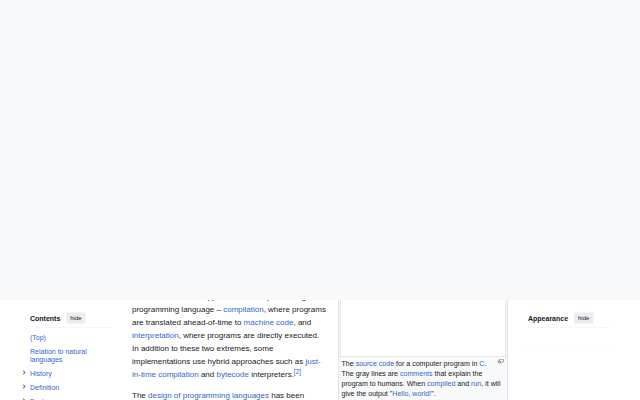 Contents hide
(Top)
Relation to natural
languages
History
Definition
programming language – compilation, where programs
are translated ahead-of-time to machine code, and
interpretation, where programs are directly executed.
In addition to these two extremes, some
implementations use hybrid approaches such as just-
in-time compilation and bytecode interpreters.[2]
The design of programming languages has been
The source code for a computer program in C.
The gray lines are comments that explain the
program to humans. When compiled and run, it will
give the output "Hello, world!".
Appearance hide